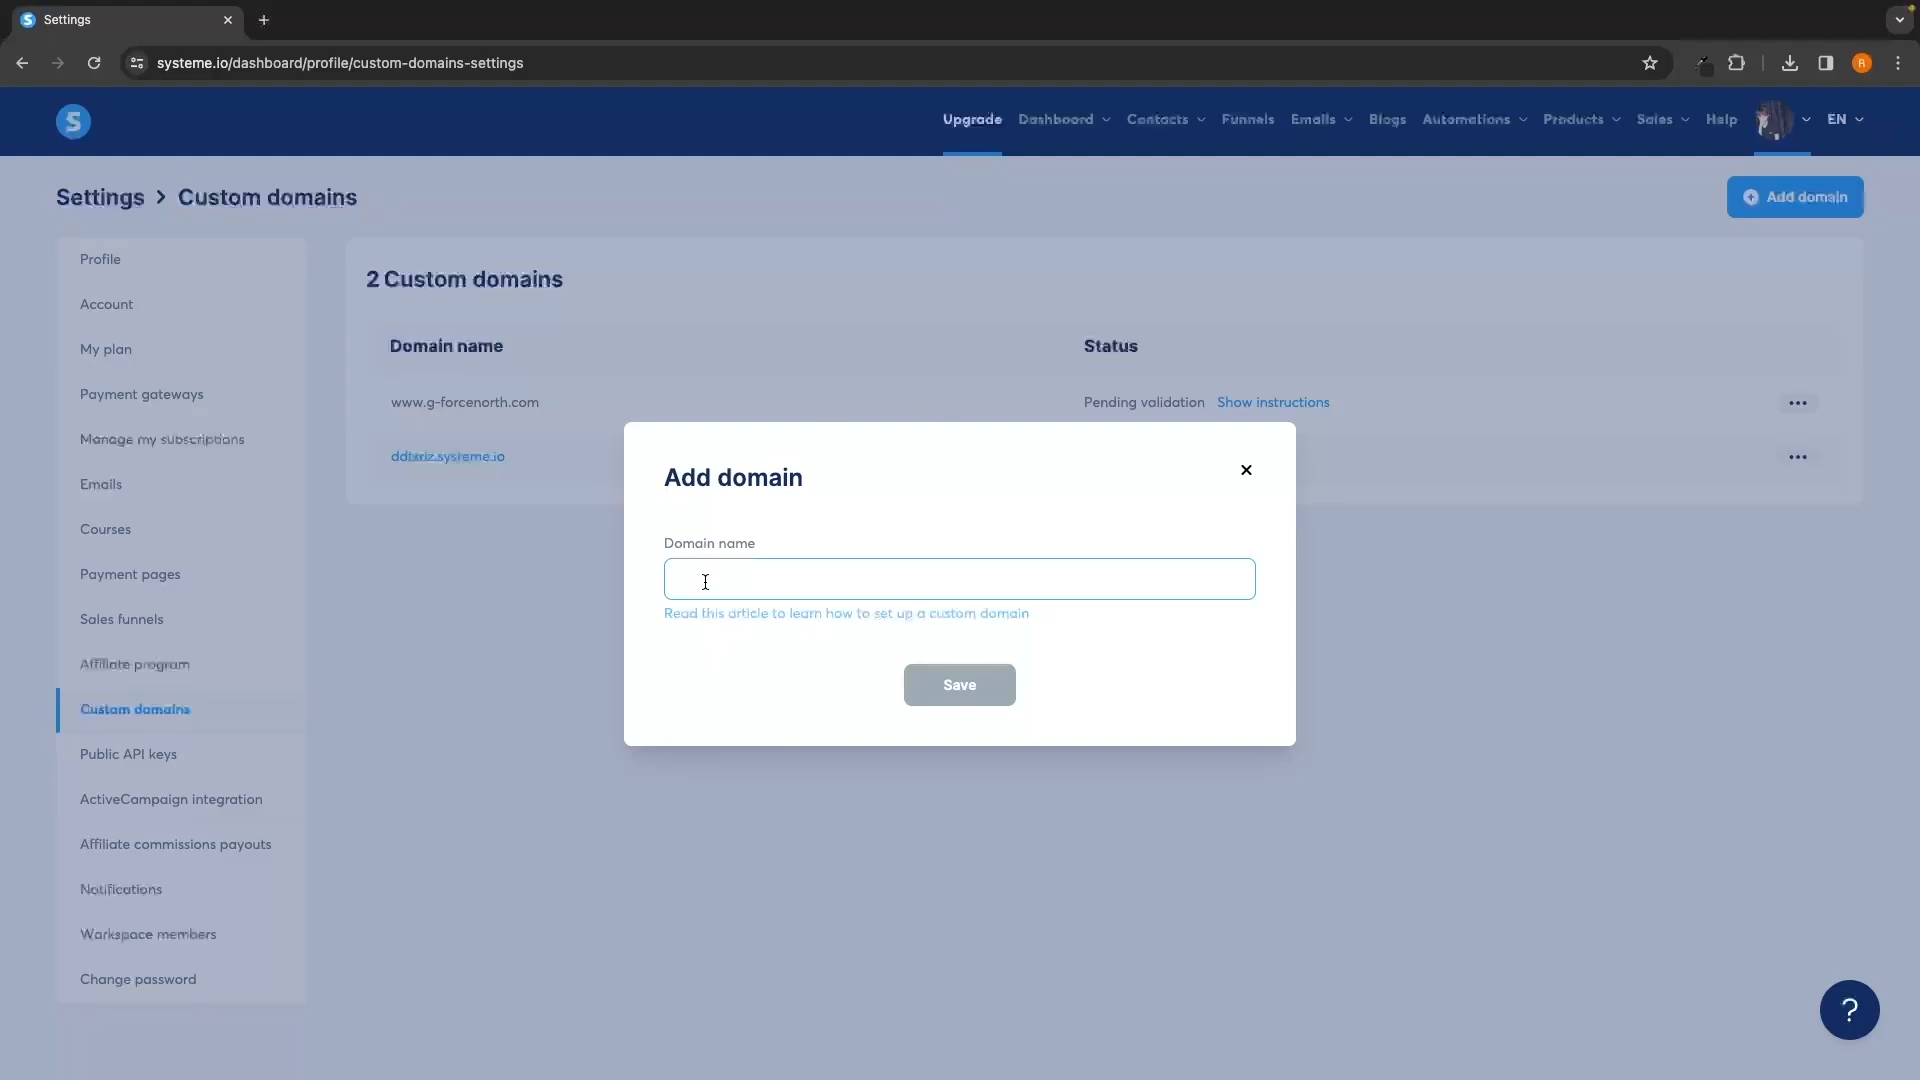 Settings
systeme.io/dashboard/profile/custom-domains-settings
R
S
Upgrade Dashboard Contacts Funnels Emails Blogs Automations Products Sales Help EN
Settings > Custom domains
Add domain
Profile
Account
My plan
Payment gateways
Manage my subscriptions
Emails
Courses
Payment pages
Sales funnels
Affiliate program
Custom domains
Public API keys
ActiveCampaign integration
Affiliate commissions payouts
Notifications
Workspace members
Change password
2 Custom domains
Domain name Status
www.g-forcenorth.com Pending validation Show instructions
Add domain
Domain name
Read this article to learn how to set up a custom domain
Save
?